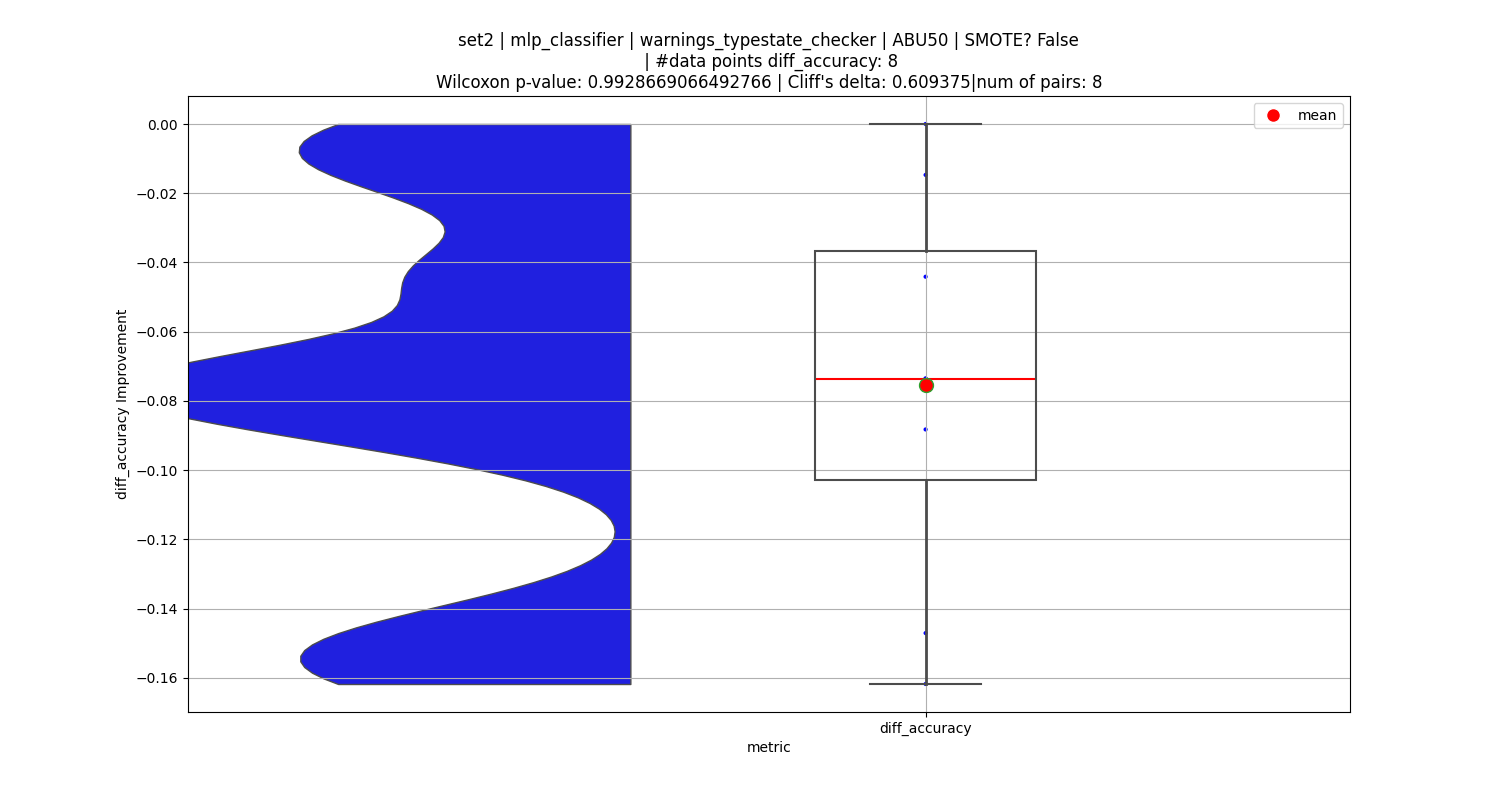 set2 | mlp_classifier | warnings_typestate_checker | ABU50 | SMOTE? False
| #data points diff_accuracy: 8
Wilcoxon p-value: 0.9928669066492766 | Cliff's delta: 0.609375|num of pairs: 8
mean
0.00
−0.02
−0.04
−0.06
−0.08
−0.10
−0.12
−0.14
−0.16
diff_accuracy Improvement
diff_accuracy
metric